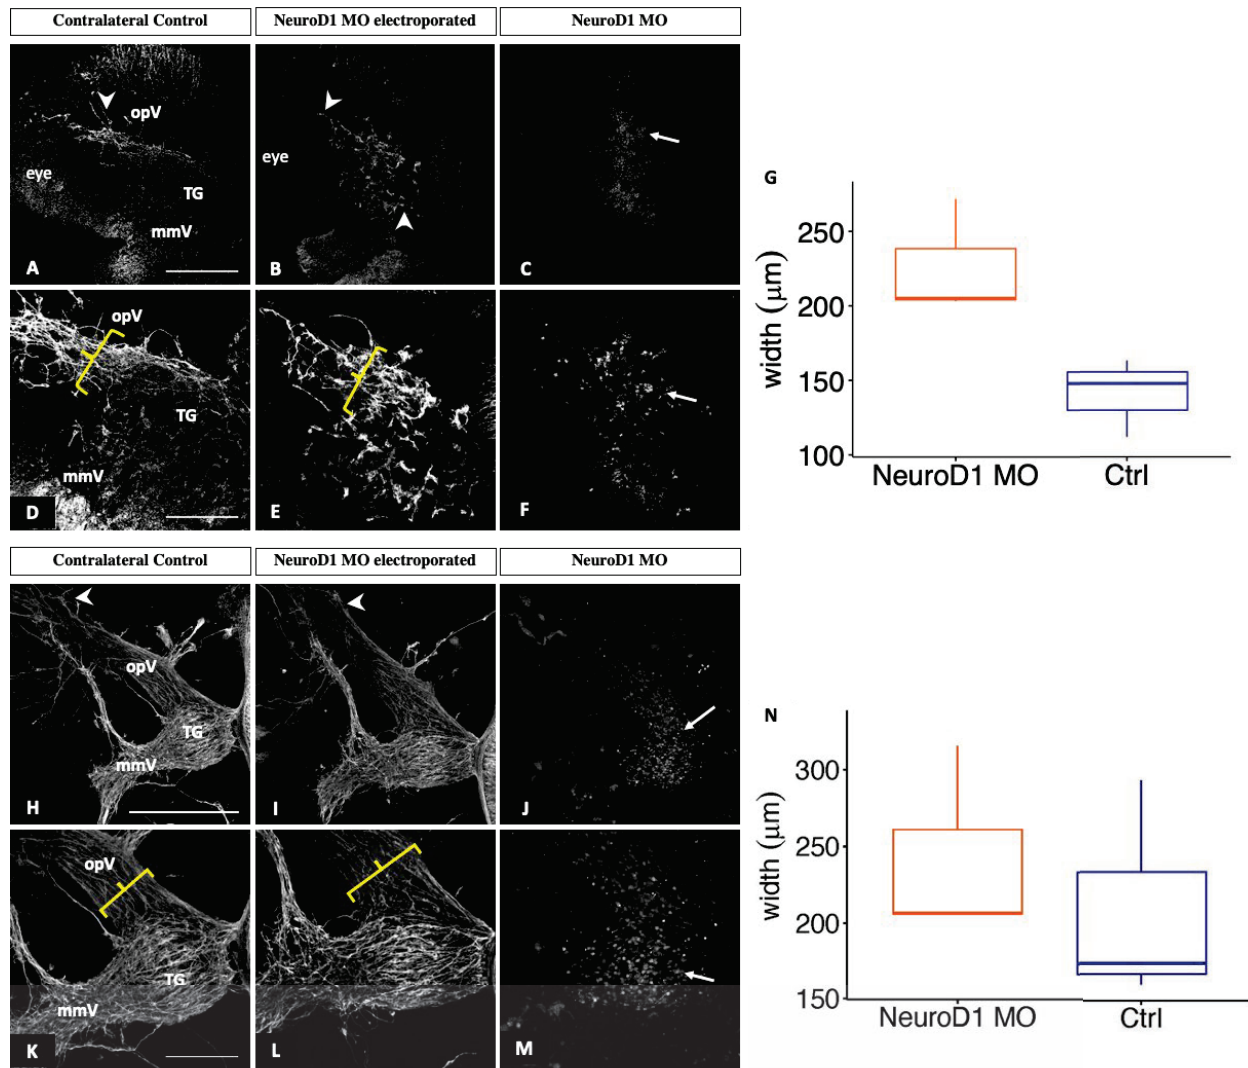 Contralateral Control
NeuroD1 MO electroporated
NeuroD1 MO
opV
eye
TG
mmV
A
eye
B
C
opV
TG
mmV
D
E
F
G
width (μm)
250
200
150
100
NeuroD1 MO
Ctrl
Contralateral Control
NeuroD1 MO electroporated
NeuroD1 MO
opV
TG
mmV
H
I
J
opV
TG
mmV
K
L
M
N
width (μm)
300
250
200
150
NeuroD1 MO
Ctrl